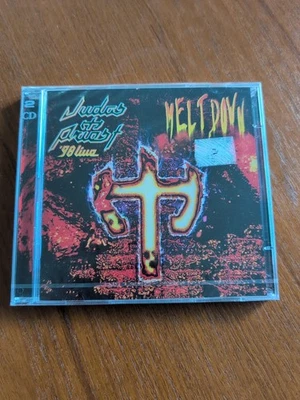 2
CD
Judas
Priest
'98 live
MELTDOWN